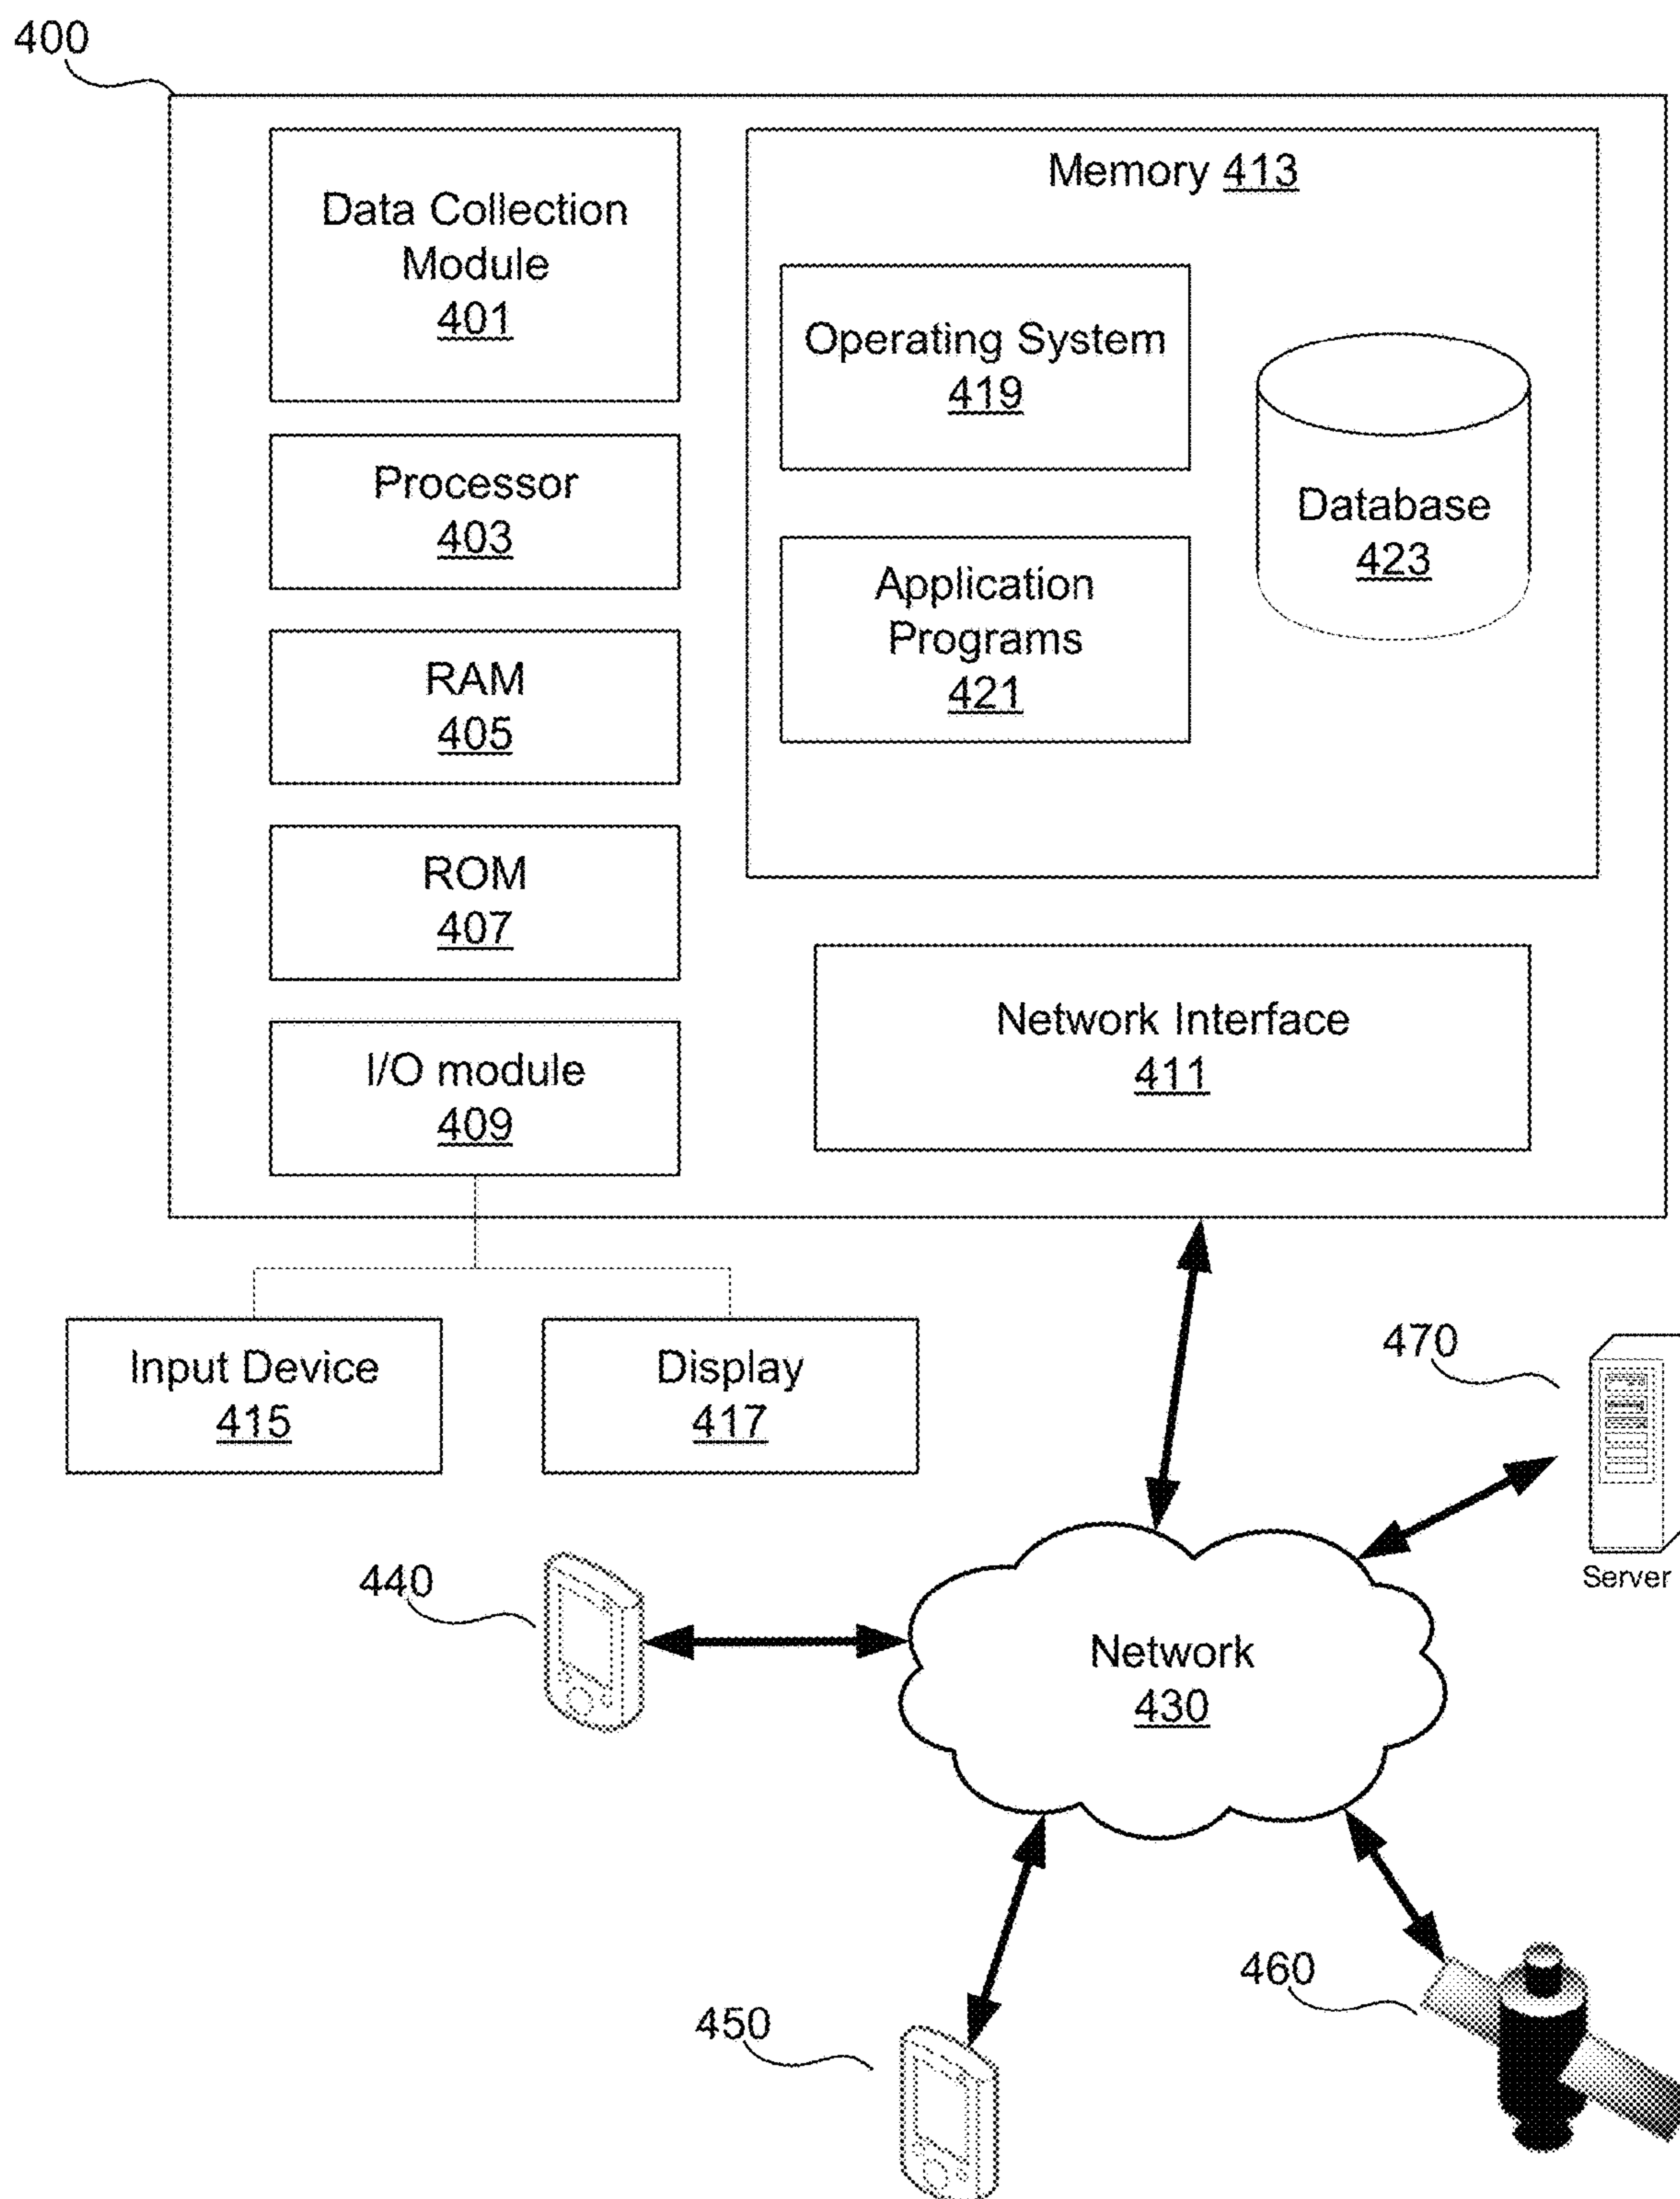 400
Data Collection
Module
401
Processor
403
RAM
405
ROM
407
I/O module
409
Memory 413
Operating System
419
Application
Programs
421
Database
423
Network Interface
411
Input Device
415
Display
417
470
Server
440
Network
430
450
460